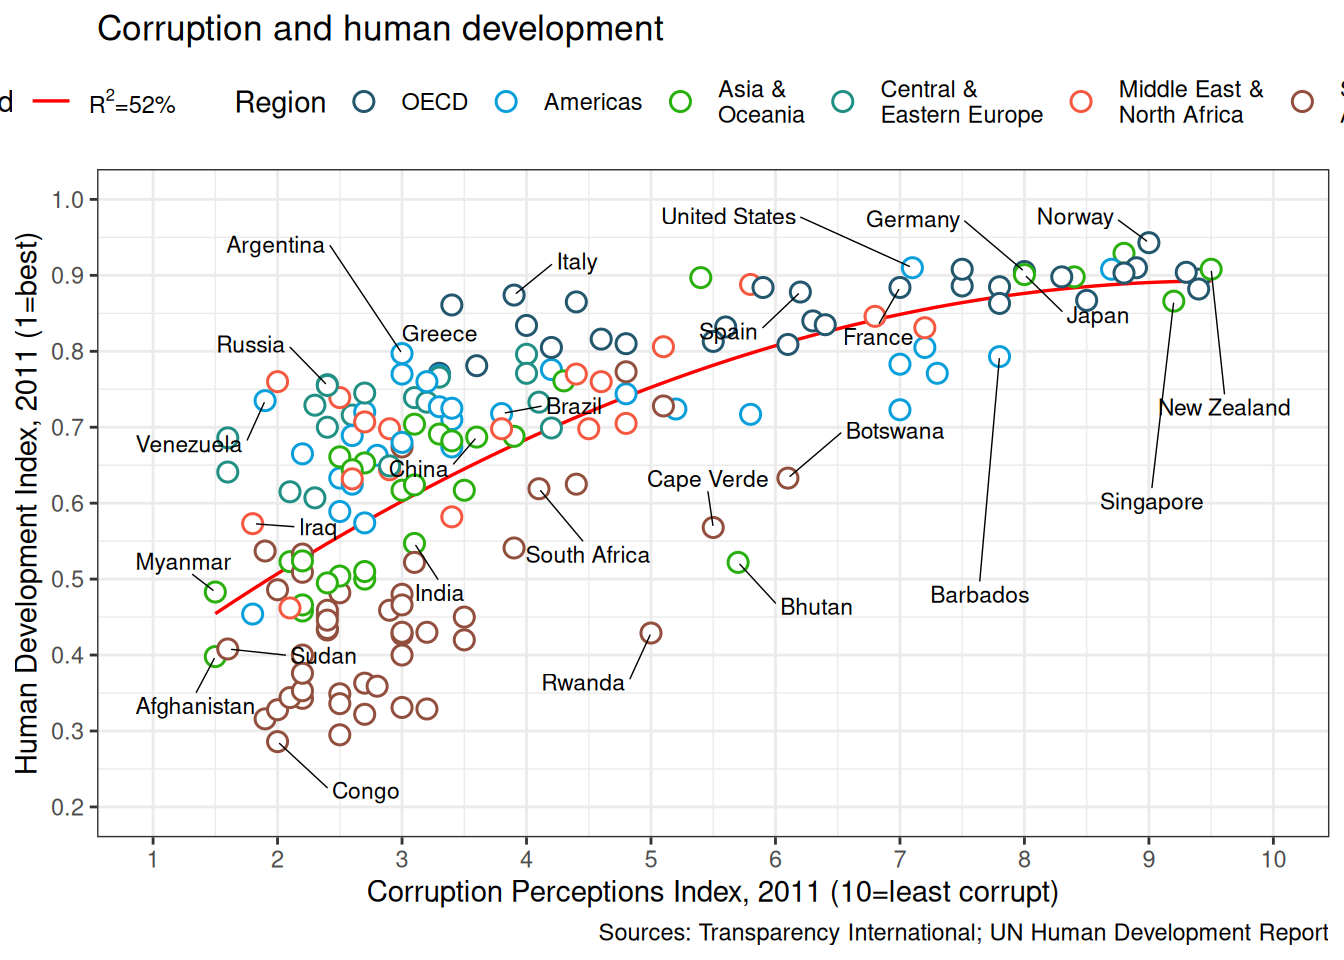 Corruption and human development
d R²=52% Region OECD Americas Asia & Oceania Central & Eastern Europe Middle East & North Africa
1.0
0.9
0.8
0.7
0.6
0.5
0.4
0.3
0.2
Human Development Index, 2011 (1=best)
United States
Germany
Norway
Argentina
Italy
Greece
Russia
Spain
France
Japan
Brazil
New Zealand
Venezuela
Botswana
China
Cape Verde
Singapore
Iraq
South Africa
Myanmar
India
Barbados
Bhutan
Sudan
Rwanda
Afghanistan
Congo
1 2 3 4 5 6 7 8 9 10
Corruption Perceptions Index, 2011 (10=least corrupt)
Sources: Transparency International; UN Human Development Report